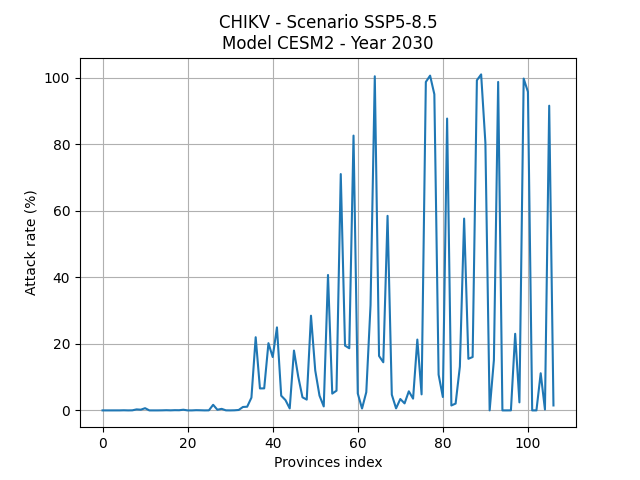 CHIKV - Scenario SSP5-8.5
Model CESM2 - Year 2030
Attack rate (%)
100
80
60
40
20
0
0 20 40 60 80 100
Provinces index